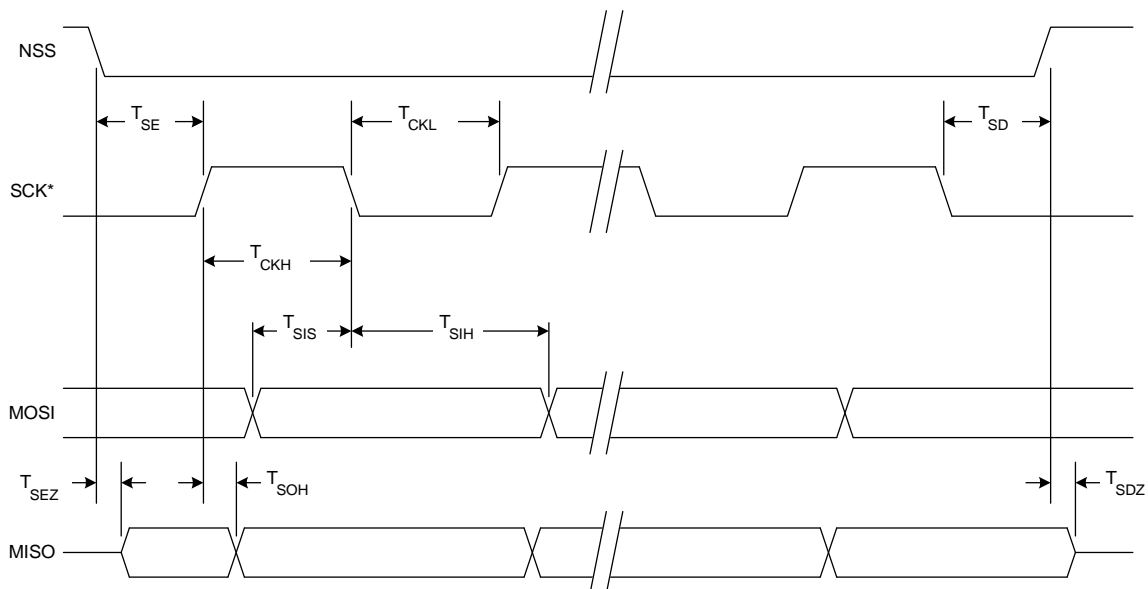 NSS
T_SE
T_CKL
T_SD
SCK*
T_CKH
T_SIS
T_SIH
MOSI
T_SEZ
T_SOH
T_SDZ
MISO